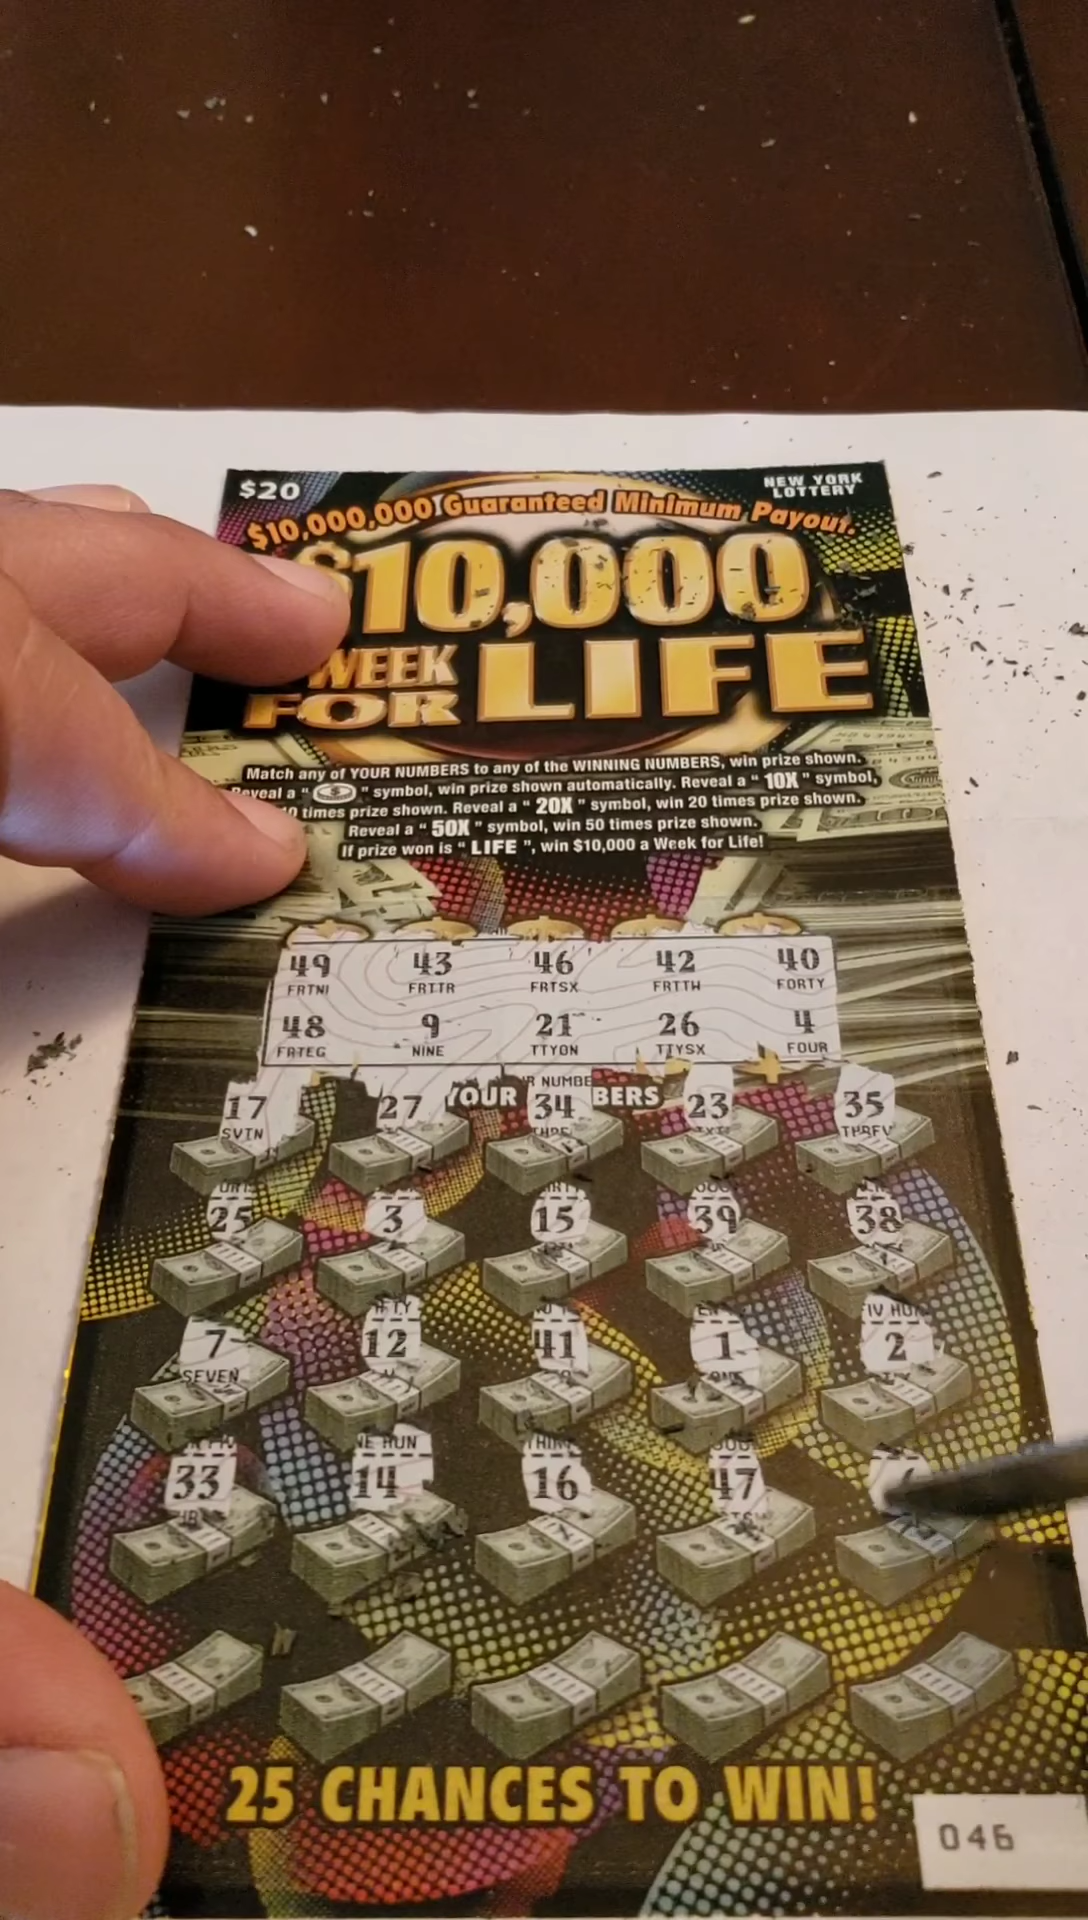 $20
NEW YORK
LOTTERY
$10,000,000 Guaranteed Minimum Payout.
$10,000
WEEK
FOR LIFE
Match any of YOUR NUMBERS to any of the WINNING NUMBERS, win prize shown.
Reveal a " $ " symbol, win prize shown automatically. Reveal a " 10X " symbol,
times prize shown. Reveal a " 20X " symbol, win 20 times prize shown.
Reveal a " 50X " symbol, win 50 times prize shown.
If prize won is " LIFE ", win $10,000 a Week for Life!
49 43 46 42 40
FRTNI FRTTR FRTSX FRTTW FORTY
48 9 21 26 4
FRTEG NINE TTYON TTYSX FOUR
YOUR BERS
17 27 34 23 35
SVTN
25 3 15 39 38
7 12 41 1 2
SEVEN
33 14 16 47
25 CHANCES TO WIN!
046